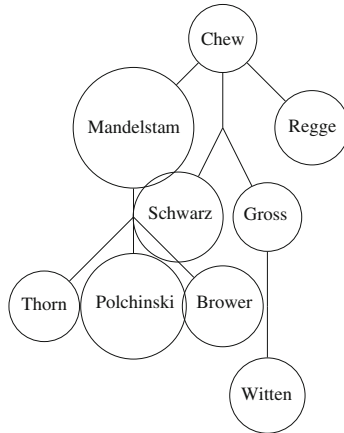 Chew
Mandelstam
Regge
Schwarz
Gross
Thorn
Polchinski
Brower
Witten